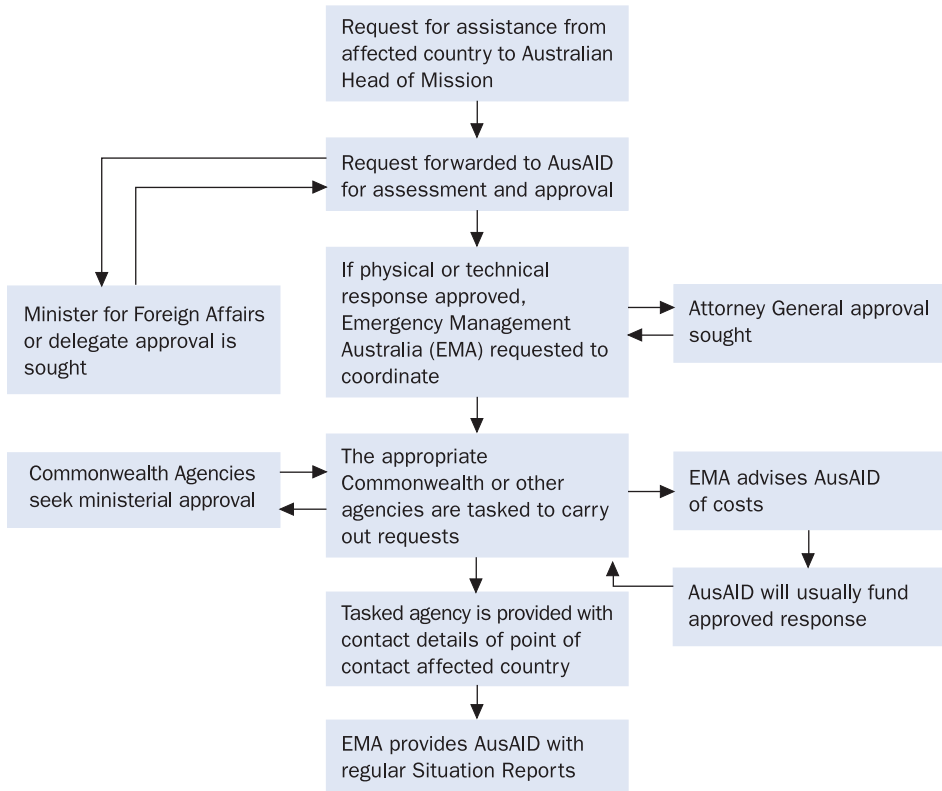 Request for assistance from
affected country to Australian
Head of Mission
Request forwarded to AusAID
for assessment and approval
Minister for Foreign Affairs
or delegate approval is
sought
If physical or technical
response approved,
Emergency Management
Australia (EMA) requested to
coordinate
Attorney General approval
sought
Commonwealth Agencies
seek ministerial approval
The appropriate
Commonwealth or other
agencies are tasked to carry
out requests
EMA advises AusAID
of costs
AusAID will usually fund
approved response
Tasked agency is provided with
contact details of point of
contact affected country
EMA provides AusAID with
regular Situation Reports